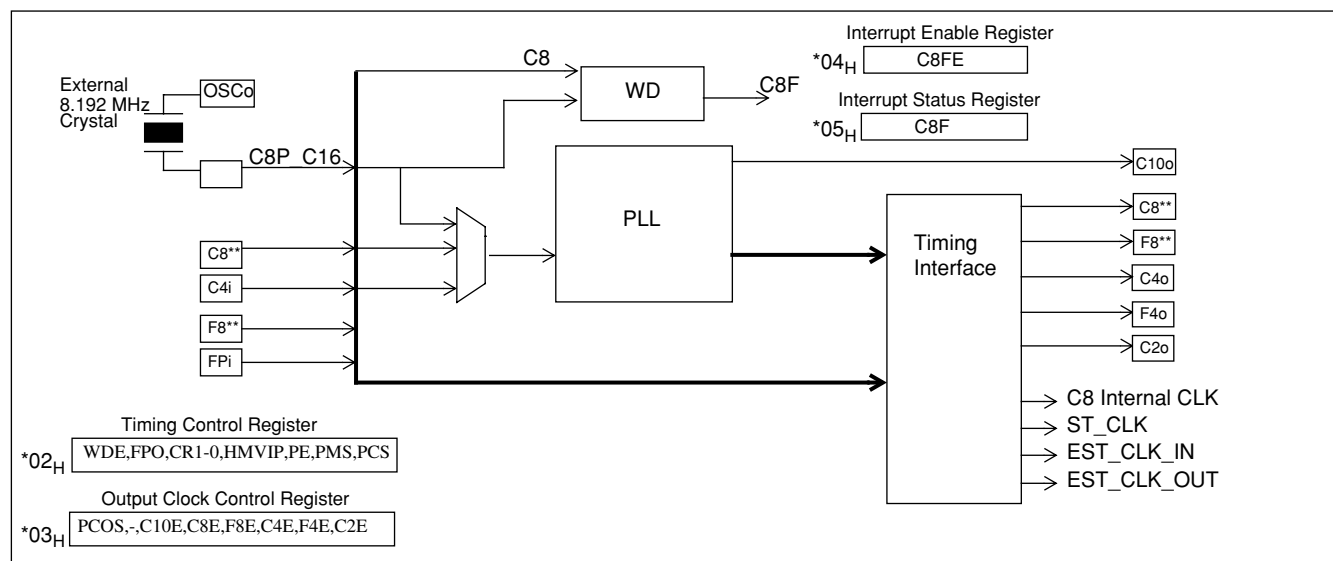 External
8.192 MHz
Crystal
OSCo
C8P_C16
C8
WD
C8F
Interrupt Enable Register
*04H
C8FE
Interrupt Status Register
*05H
C8F
C8**
C4i
F8**
FPi
PLL
Timing
Interface
C10o
C8**
F8**
C4o
F4o
C2o
C8 Internal CLK
ST_CLK
EST_CLK_IN
EST_CLK_OUT
Timing Control Register
*02H
WDE,FPO,CR1-0,HMVIP,PE,PMS,PCS
Output Clock Control Register
*03H
PCOS,-,C10E,C8E,F8E,C4E,F4E,C2E